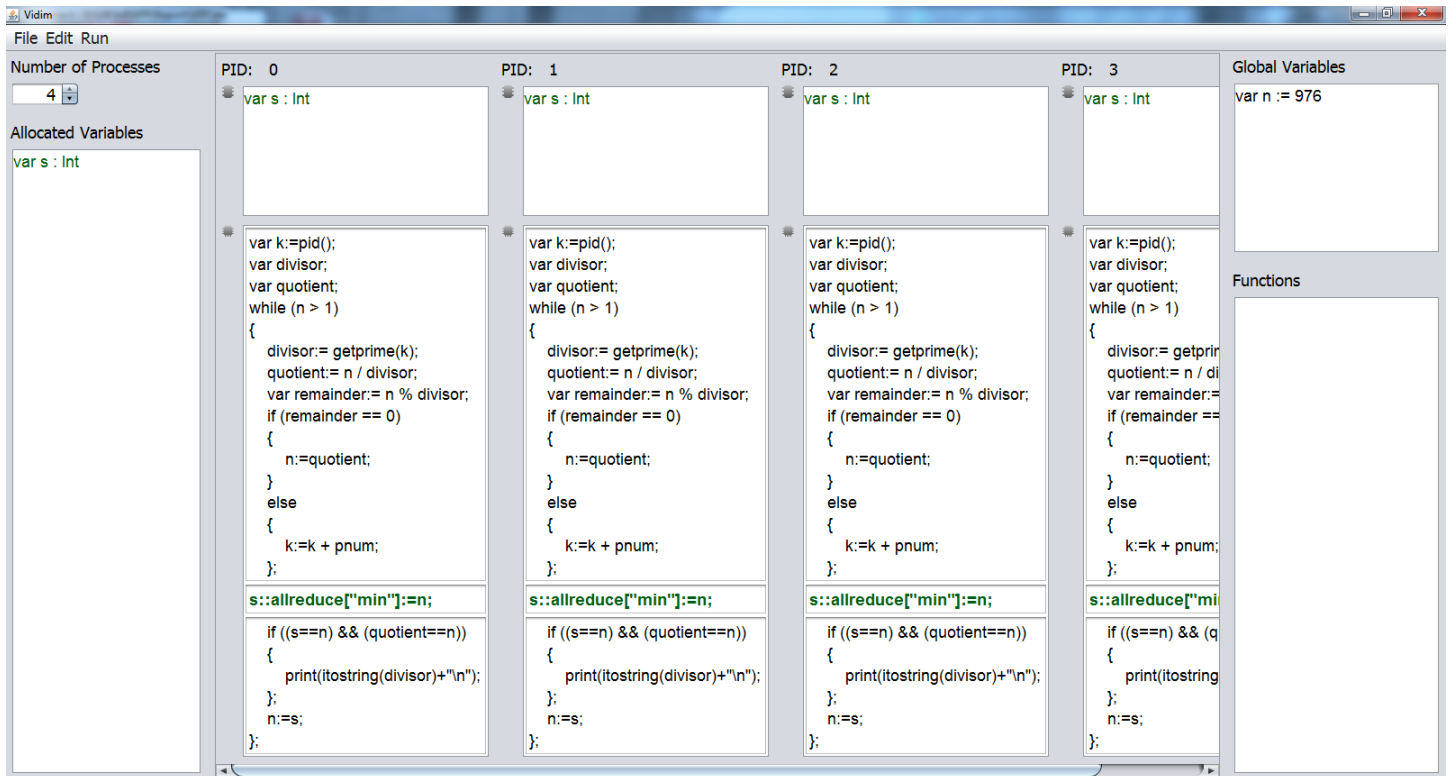 Vidim
File Edit Run
Number of Processes
4
Allocated Variables
var s : Int
PID: 0
var s : Int
var k:=pid();
var divisor;
var quotient;
while (n > 1)
{
divisor:= getprime(k);
quotient:= n / divisor;
var remainder:= n % divisor;
if (remainder == 0)
{
n:=quotient;
}
else
{
k:=k + pnum;
};
s::allreduce["min"]:=n;
if ((s==n) && (quotient==n))
{
print(itostring(divisor)+"\n");
};
n:=s;
};
PID: 1
var s : Int
var k:=pid();
var divisor;
var quotient;
while (n > 1)
{
divisor:= getprime(k);
quotient:= n / divisor;
var remainder:= n % divisor;
if (remainder == 0)
{
n:=quotient;
}
else
{
k:=k + pnum;
};
s::allreduce["min"]:=n;
if ((s==n) && (quotient==n))
{
print(itostring(divisor)+"\n");
};
n:=s;
};
PID: 2
var s : Int
var k:=pid();
var divisor;
var quotient;
while (n > 1)
{
divisor:= getprime(k);
quotient:= n / divisor;
var remainder:= n % divisor;
if (remainder == 0)
{
n:=quotient;
}
else
{
k:=k + pnum;
};
s::allreduce["min"]:=n;
if ((s==n) && (quotient==n))
{
print(itostring(divisor)+"\n");
};
n:=s;
};
PID: 3
var s : Int
var k:=pid();
var divisor;
var quotient;
while (n > 1)
{
divisor:= getprin
quotient:= n / di
var remainder:=
if (remainder ==
{
n:=quotient;
}
else
{
k:=k + pnum;
};
s::allreduce["mi
if ((s==n) && (q
{
print(itostring
};
n:=s;
};
Global Variables
var n := 976
Functions